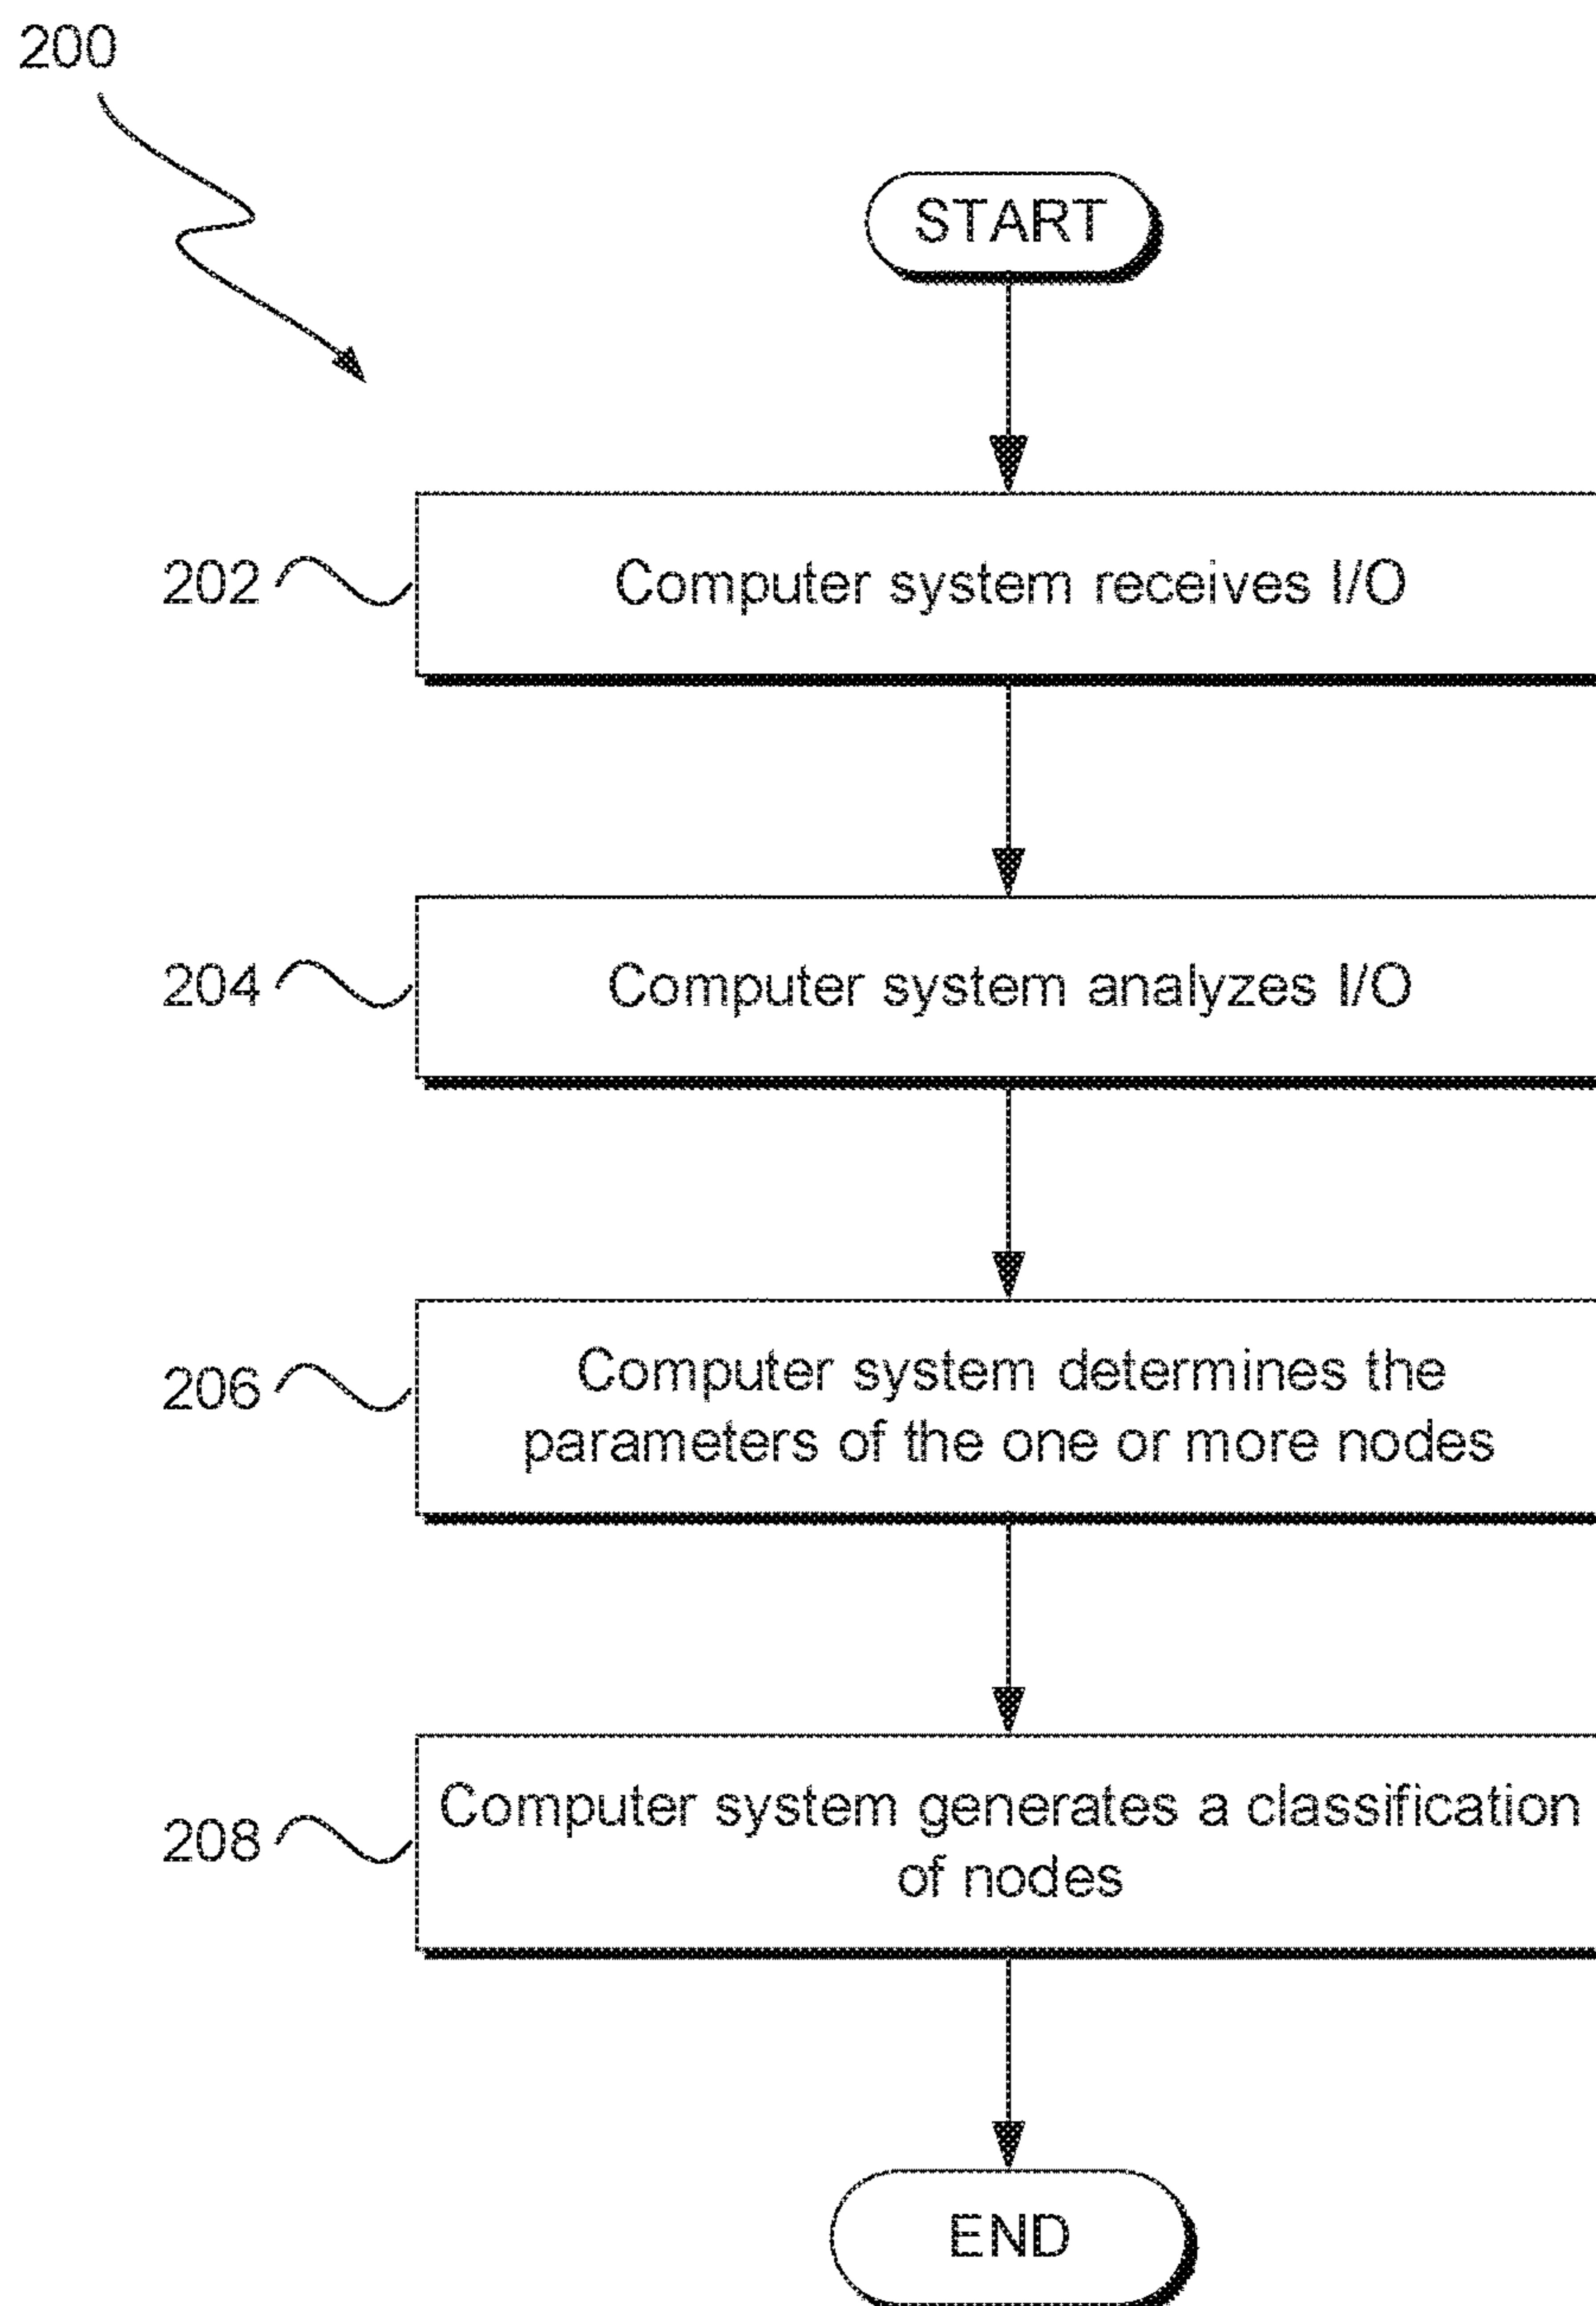 200
START
202
Computer system receives I/O
204
Computer system analyzes I/O
206
Computer system determines the
parameters of the one or more nodes
208
Computer system generates a classification
of nodes
END